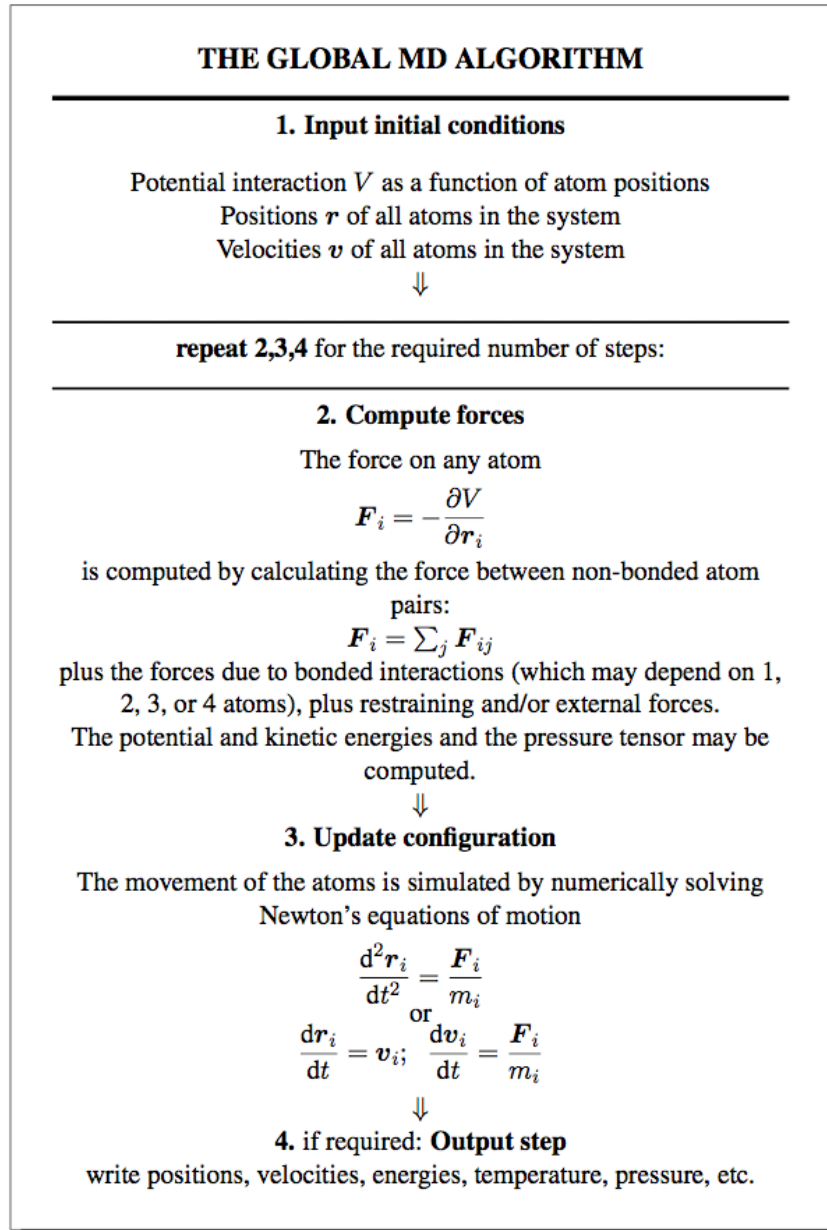 THE GLOBAL MD ALGORITHM
1. Input initial conditions
Potential interaction V as a function of atom positions
Positions r of all atoms in the system
Velocities v of all atoms in the system
⇓
repeat 2,3,4 for the required number of steps:
2. Compute forces
The force on any atom
F_i = −∂V/∂r_i
is computed by calculating the force between non-bonded atom
pairs:
F_i = ∑_j F_ij
plus the forces due to bonded interactions (which may depend on 1,
2, 3, or 4 atoms), plus restraining and/or external forces.
The potential and kinetic energies and the pressure tensor may be
computed.
⇓
3. Update configuration
The movement of the atoms is simulated by numerically solving
Newton's equations of motion
d²r_i/dt² = F_i/m_i
or
dr_i/dt = v_i; dv_i/dt = F_i/m_i
⇓
4. if required: Output step
write positions, velocities, energies, temperature, pressure, etc.